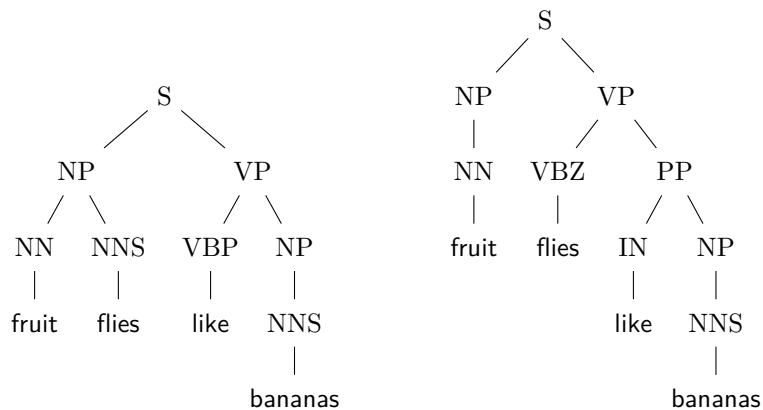 S
NP VP
NN NNS VBP NP
fruit flies like NNS
bananas
S
NP VP
NN VBZ PP
fruit flies IN NP
like NNS
bananas